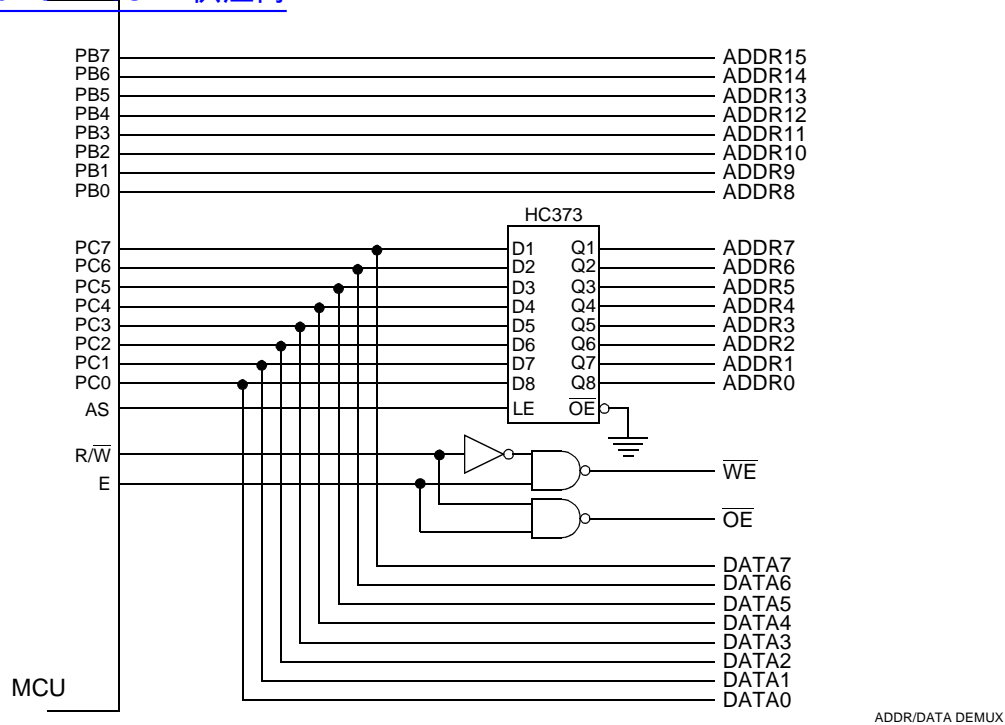 PB7 ADDR15
PB6 ADDR14
PB5 ADDR13
PB4 ADDR12
PB3 ADDR11
PB2 ADDR10
PB1 ADDR9
PB0 ADDR8
HC373
PC7 D1 Q1 ADDR7
PC6 D2 Q2 ADDR6
PC5 D3 Q3 ADDR5
PC4 D4 Q4 ADDR4
PC3 D5 Q5 ADDR3
PC2 D6 Q6 ADDR2
PC1 D7 Q7 ADDR1
PC0 D8 Q8 ADDR0
AS LE OE
R/W
WE
E
OE
DATA7
DATA6
DATA5
DATA4
DATA3
DATA2
DATA1
DATA0
MCU
ADDR/DATA DEMUX